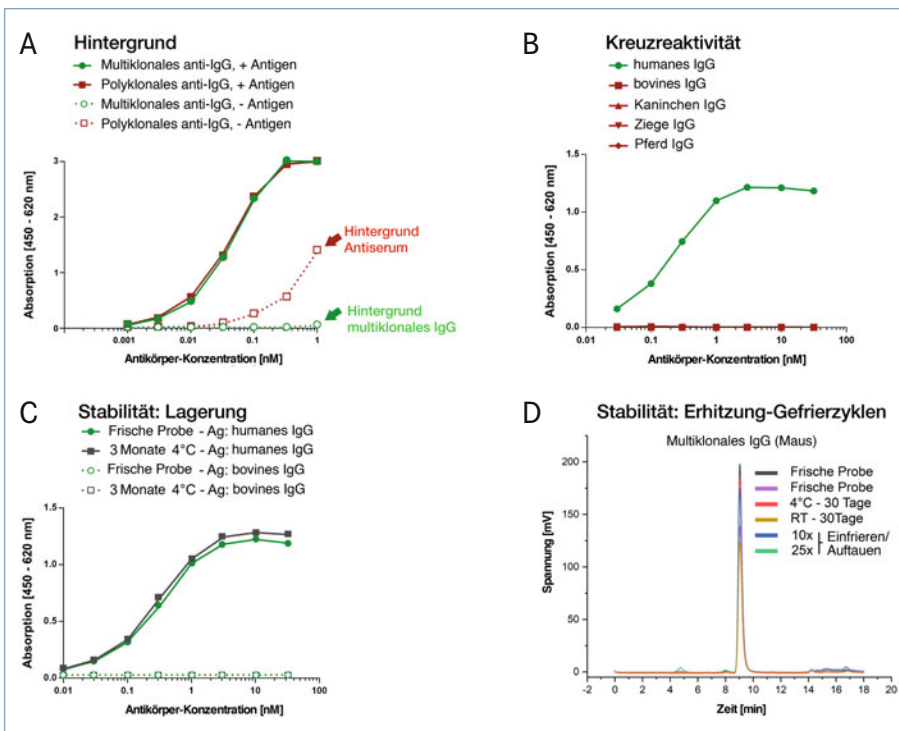 A
Hintergrund
Multiklonales anti-IgG, + Antigen
Polyklonales anti-IgG, + Antigen
Multiklonales anti-IgG, - Antigen
Polyklonales anti-IgG, - Antigen
3
2
1
0
Absorption [450 - 620 nm]
0.001
0.01
0.1
1
Antikörper-Konzentration [nM]
Hintergrund
Antiserum
Hintergrund
multiklonales IgG
B
Kreuzreaktivität
humanes IgG
bovines IgG
Kaninchen IgG
Ziege IgG
Pferd IgG
1.5
1.0
0.5
0.0
Absorption [450 - 620 nm]
0.01
0.1
1
10
100
Antikörper-Konzentration [nM]
C
Stabilität: Lagerung
Frische Probe - Ag: humanes IgG
3 Monate 4°C - Ag: humanes IgG
Frische Probe - Ag: bovines IgG
3 Monate 4°C - Ag: bovines IgG
1.5
1.0
0.5
0.0
Absorption [450 - 620 nm]
0.01
0.1
1
10
100
Antikörper-Konzentration [nM]
D
Stabilität: Erhitzung-Gefrierzyklen
Multiklonales IgG (Maus)
Frische Probe
Frische Probe
4°C - 30 Tage
RT - 30Tage
10x Einfrieren/
25x Auftauen
200
150
100
50
0
Spannung [mV]
-2
0
2
4
6
8
10
12
14
16
18
20
Zeit [min]